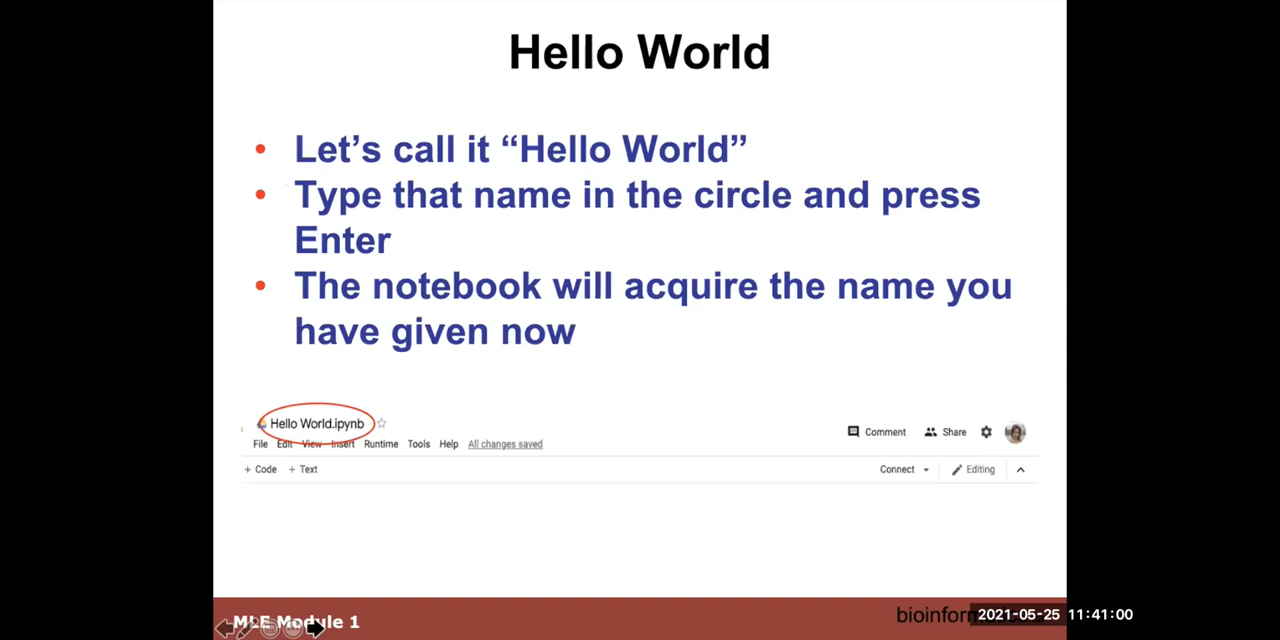 Hello World
• Let’s call it “Hello World”
• Type that name in the circle and press
Enter
• The notebook will acquire the name you
have given now
Hello World.ipynb
Comment
Share
File Edit View Insert Runtime Tools Help All changes saved
+ Code + Text
Connect
Editing
MLE Module 1
2021-05-25 11:41:00